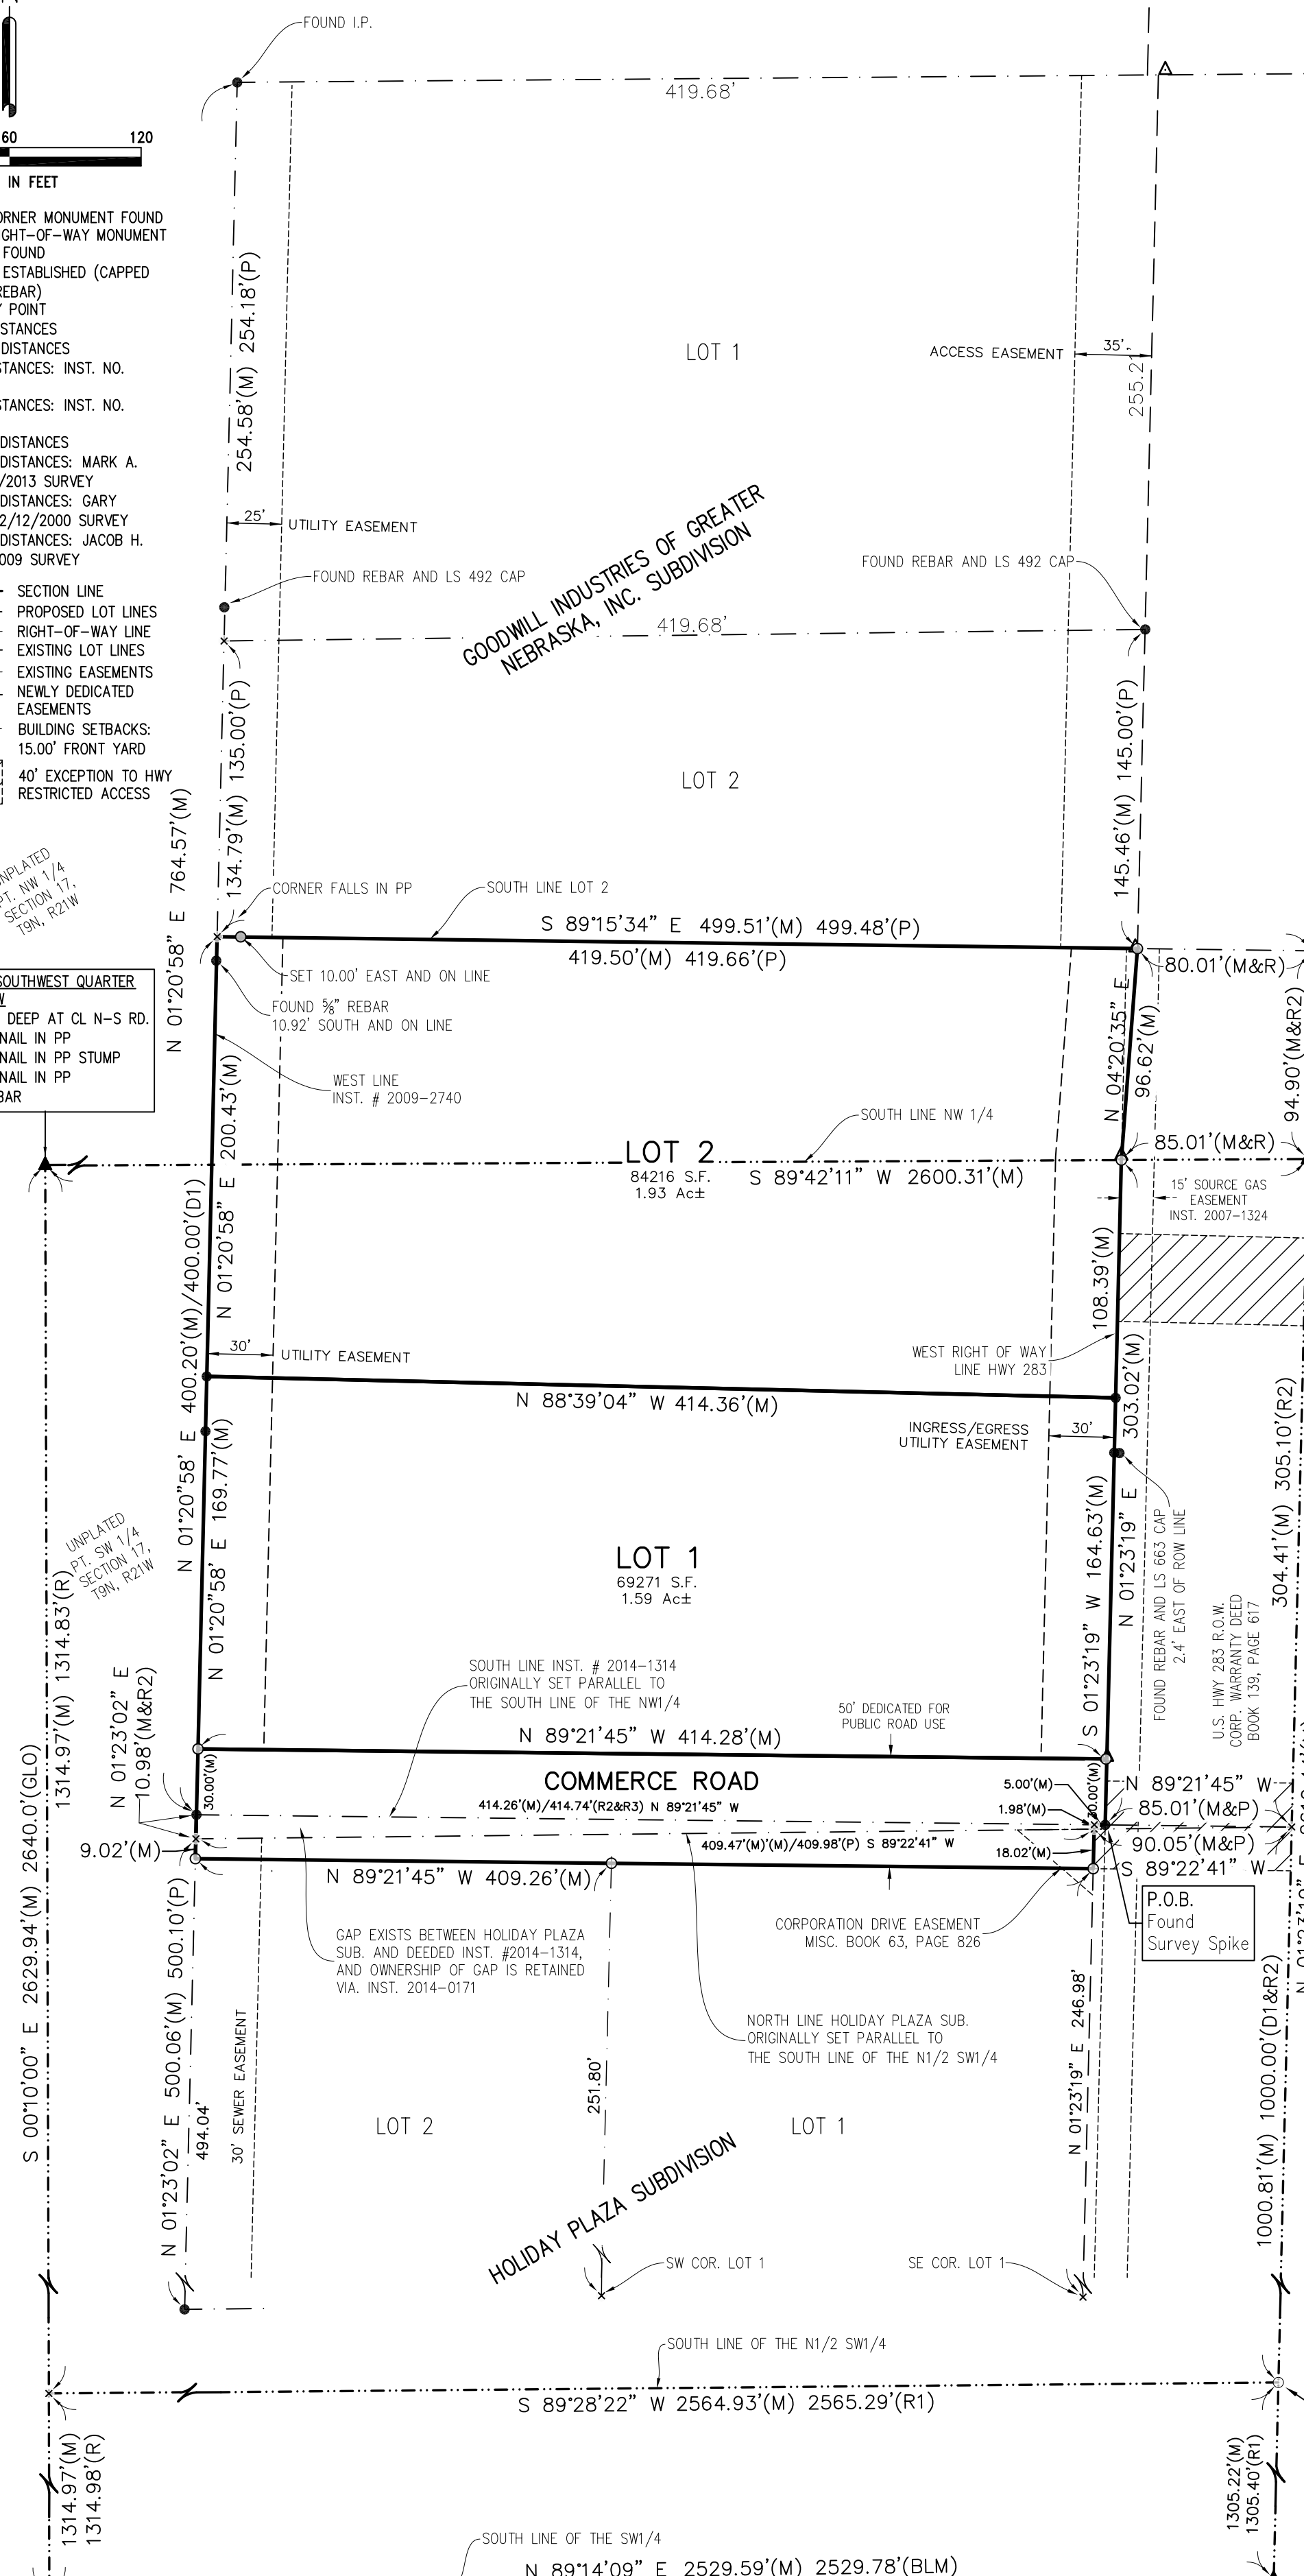 FOUND I.P.
419.68'
60
120
IN FEET
ORNER MONUMENT FOUND
GHT-OF-WAY MONUMENT
FOUND
ESTABLISHED (CAPPED
REBAR)
POINT
STANCES
DISTANCES
STANCES: INST. NO.
STANCES: INST. NO.
DISTANCES
DISTANCES: MARK A.
/2013 SURVEY
DISTANCES: GARY
2/12/2000 SURVEY
DISTANCES: JACOB H.
009 SURVEY
SECTION LINE
PROPOSED LOT LINES
RIGHT-OF-WAY LINE
EXISTING LOT LINES
EXISTING EASEMENTS
NEWLY DEDICATED
EASEMENTS
BUILDING SETBACKS:
15.00' FRONT YARD
40' EXCEPTION TO HWY
RESTRICTED ACCESS
254.58'(M) 254.18'(P)
LOT 1
ACCESS EASEMENT
35'
255.2
25'
UTILITY EASEMENT
FOUND REBAR AND LS 492 CAP
GOODWILL INDUSTRIES OF GREATER
NEBRASKA, INC. SUBDIVISION
FOUND REBAR AND LS 492 CAP
419.68'
134.79'(M) 135.00'(P)
145.46'(M) 145.00'(P)
LOT 2
N 01°20'58" E 764.57'(M)
NPLATED
PT. NW 1/4
SECTION 17,
T9N, R21W
CORNER FALLS IN PP
SOUTH LINE LOT 2
S 89°15'34" E 499.51'(M) 499.48'(P)
419.50'(M) 419.66'(P)
80.01'(M&R)
SET 10.00' EAST AND ON LINE
FOUND 5/8" REBAR
10.92' SOUTH AND ON LINE
SOUTHWEST QUARTER
W
DEEP AT CL N-S RD.
NAIL IN PP
NAIL IN PP STUMP
NAIL IN PP
BAR
WEST LINE
INST. # 2009-2740
N 04°20'35" E
96.62'(M)
94.90'(M&R2)
SOUTH LINE NW 1/4
LOT 2
84216 S.F.
1.93 Ac±
S 89°42'11" W 2600.31'(M)
85.01'(M&R)
15' SOURCE GAS
EASEMENT
INST. 2007-1324
N 01°20'58" E 200.43'(M)
N 01°20'58' E 400.20'(M)/400.00'(D1)
108.39'(M)
30'
UTILITY EASEMENT
WEST RIGHT OF WAY
LINE HWY 283
N 88°39'04" W 414.36'(M)
INGRESS/EGRESS
UTILITY EASEMENT
30'
N 01°23'19" E 303.02'(M)
304.41'(M) 305.10'(R2)
N 01°20"58' E 169.77'(M)
S 01°23'19" W 164.63'(M)
FOUND REBAR AND LS 663 CAP
2.4' EAST OF ROW LINE
UNPLATED
PT. SW 1/4
SECTION 17,
T9N, R21W
LOT 1
69271 S.F.
1.59 Ac±
U.S. HWY 283 R.O.W.
CORP. WARRANTY DEED
BOOK 139, PAGE 617
1314.97'(M) 1314.83'(R)
SOUTH LINE INST. # 2014-1314
ORIGINALLY SET PARALLEL TO
THE SOUTH LINE OF THE NW1/4
N 01°23'02" E
10.98'(M&R2)
50' DEDICATED FOR
PUBLIC ROAD USE
N 89°21'45" W 414.28'(M)
30.00'(M)
COMMERCE ROAD
5.00'(M)
30.00'(M)
N 89°21'45" W
414.26'(M)/414.74'(R2&R3) N 89°21'45" W
1.98'(M)
85.01'(M&P)
9.02'(M)
409.47'(M)'(M)/409.98'(P) S 89°22'41" W
18.02'(M)
90.05'(M&P)
N 89°21'45" W 409.26'(M)
S 89°22'41" W
P.O.B.
Found
Survey Spike
GAP EXISTS BETWEEN HOLIDAY PLAZA
SUB. AND DEEDED INST. #2014-1314,
AND OWNERSHIP OF GAP IS RETAINED
VIA. INST. 2014-0171
CORPORATION DRIVE EASEMENT
MISC. BOOK 63, PAGE 826
S 00°10'00" E 2629.94'(M) 2640.0'(GLO)
N 01°23'02" E 500.06'(M) 500.10'(P)
494.04'
30' SEWER EASEMENT
251.80'
NORTH LINE HOLIDAY PLAZA SUB.
ORIGINALLY SET PARALLEL TO
THE SOUTH LINE OF THE N1/2 SW1/4
N 01°23'19" E 246.98'
1000.81'(M) 1000.00'(D1&R2)
LOT 2
LOT 1
HOLIDAY PLAZA SUBDIVISION
SW COR. LOT 1
SE COR. LOT 1
SOUTH LINE OF THE N1/2 SW1/4
S 89°28'22" W 2564.93'(M) 2565.29'(R1)
1314.97'(M)
1314.98'(R)
1305.22'(M)
1305.40'(R1)
SOUTH LINE OF THE SW1/4
N 89°14'09" E 2529.59'(M) 2529.78'(BLM)